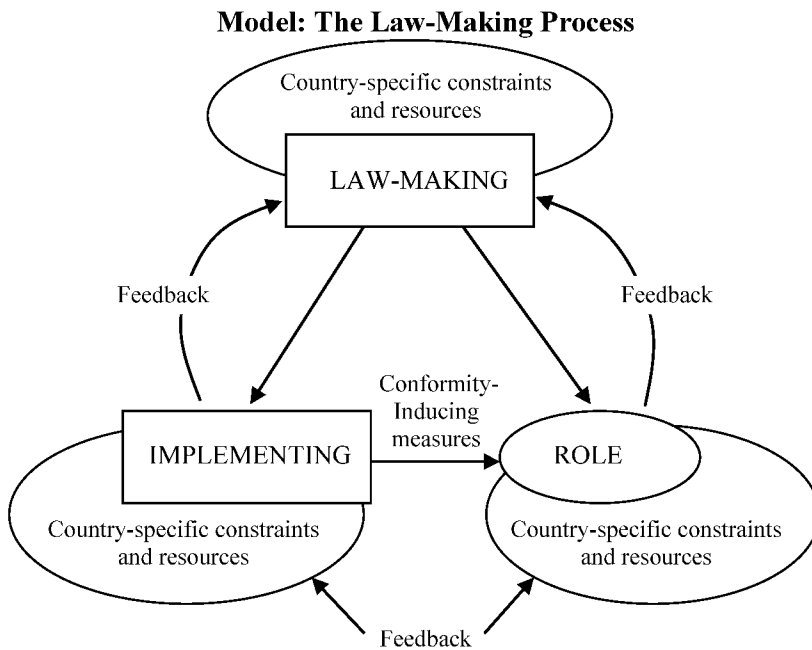 Model: The Law-Making Process
Country-specific constraints
and resources
LAW-MAKING
Feedback
Feedback
Conformity-
Inducing
measures
IMPLEMENTING
ROLE
Country-specific constraints
and resources
Country-specific constraints
and resources
Feedback